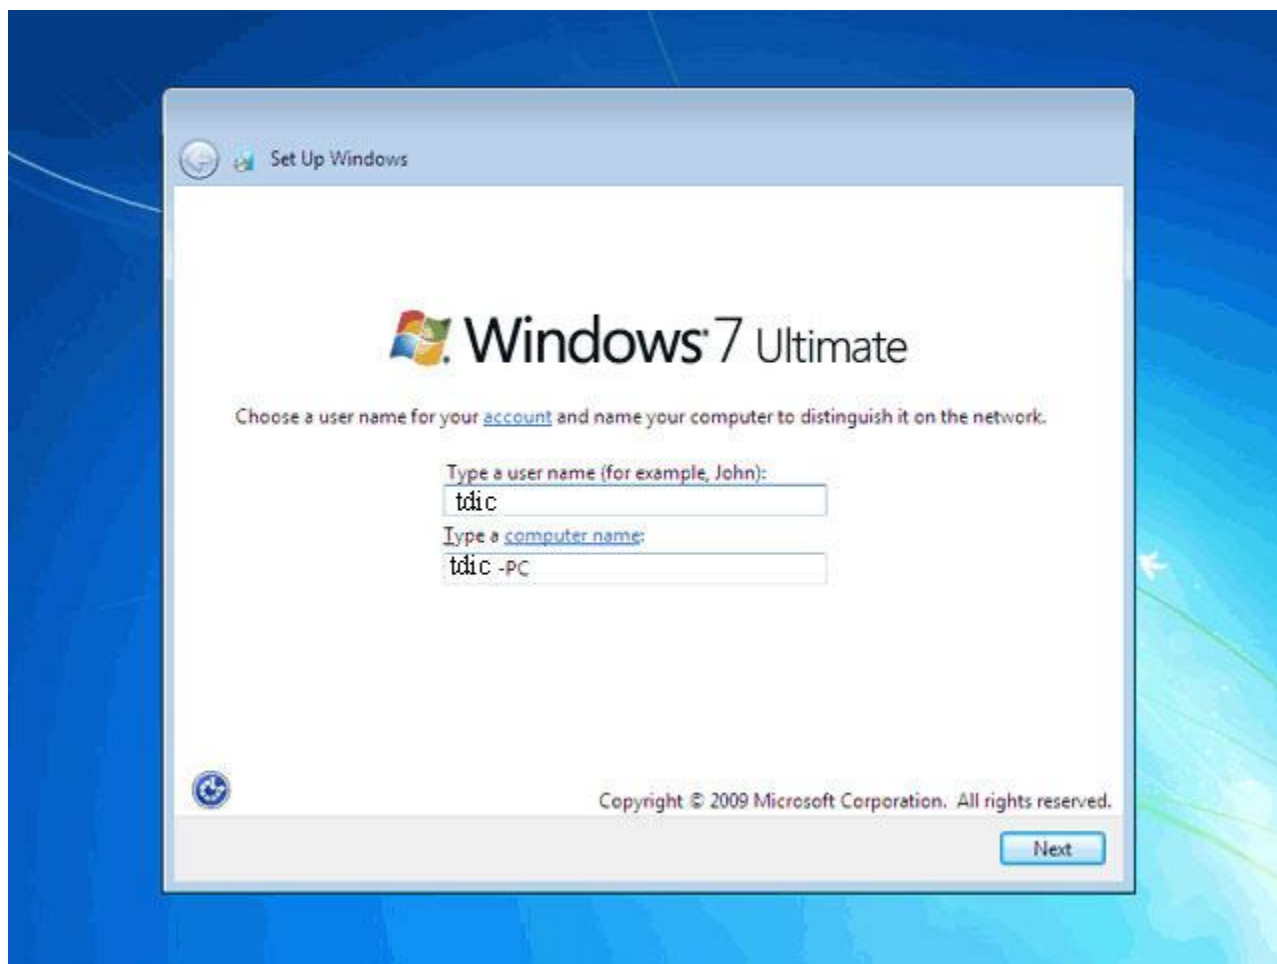 Set Up Windows
Windows 7 Ultimate
Choose a user name for your account and name your computer to distinguish it on the network.
Type a user name (for example, John):
tdic
Type a computer name:
tdic -PC
Copyright © 2009 Microsoft Corporation. All rights reserved.
Next